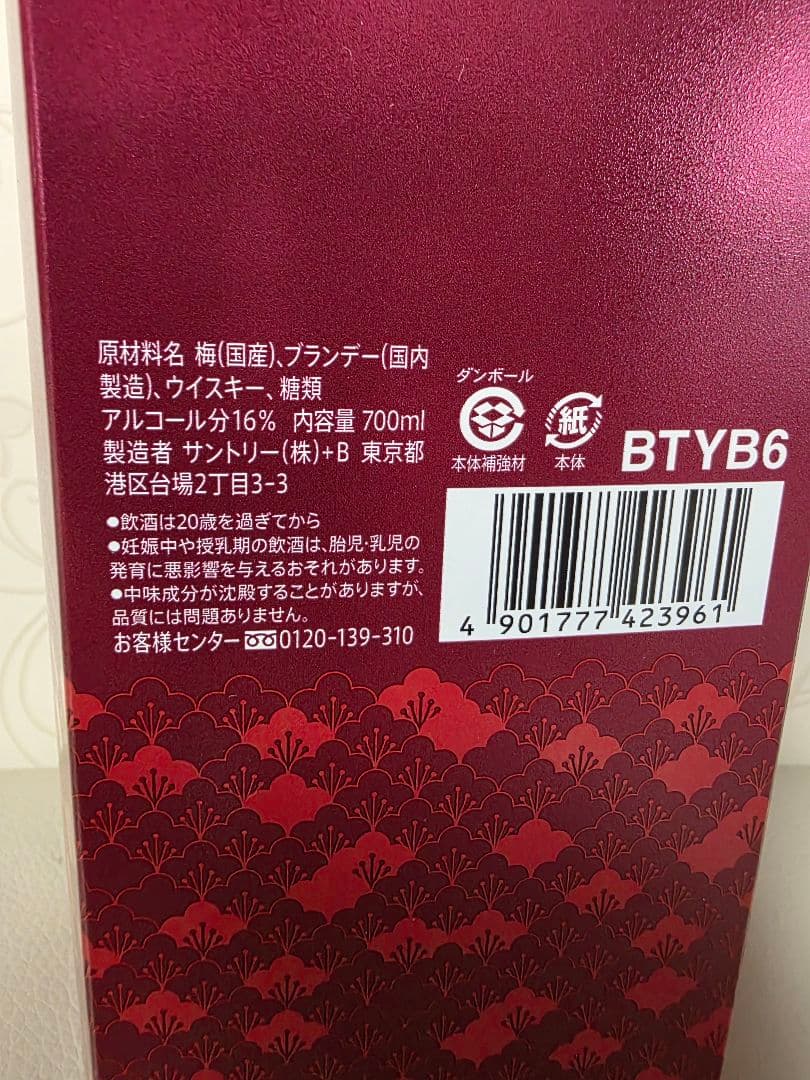 原材料名 梅(国産)、ブランデー(国内
製造)、ウイスキー、糖類
アルコール分16% 内容量 700ml
製造者 サントリー(株)+B 東京都
港区台場2丁目3-3
●飲酒は20歳を過ぎてから
●妊娠中や授乳期の飲酒は、胎児・乳児の
発育に悪影響を与えるおそれがあります。
●中味成分が沈殿することがありますが、
品質には問題ありません。
お客様センター 0120-139-310
ダンボール
本体補強材
紙
本体
BTYB6
4 901777 423961